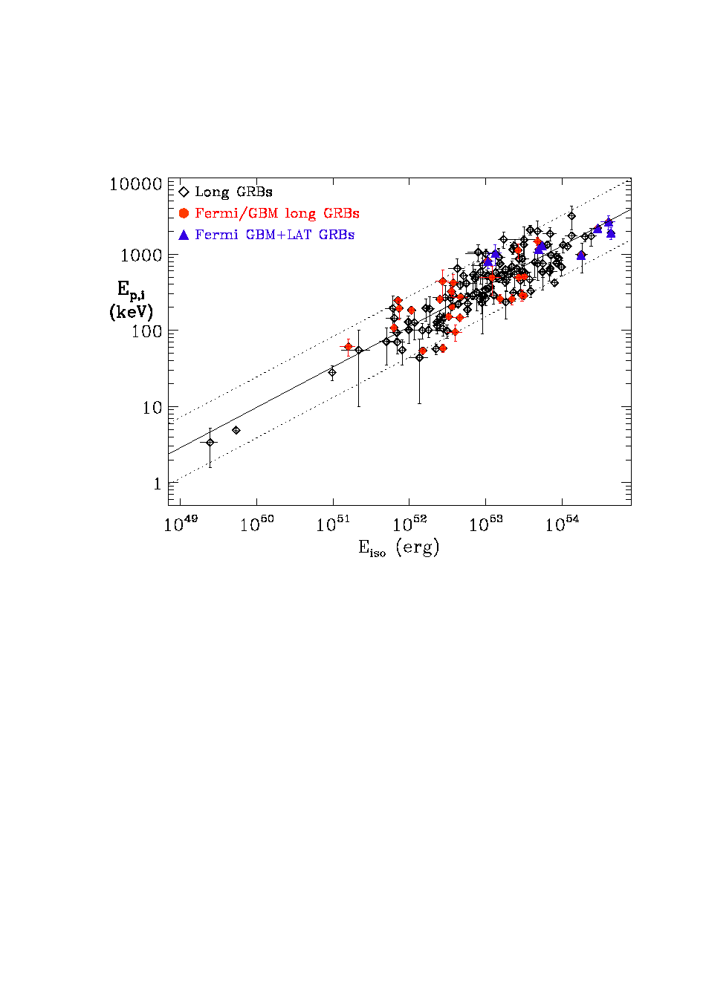 10000
1000
100
10
1
E_p,i
(keV)
Long GRBs
Fermi/GBM long GRBs
Fermi GBM+LAT GRBs
10^49 10^50 10^51 10^52 10^53 10^54
E_iso (erg)